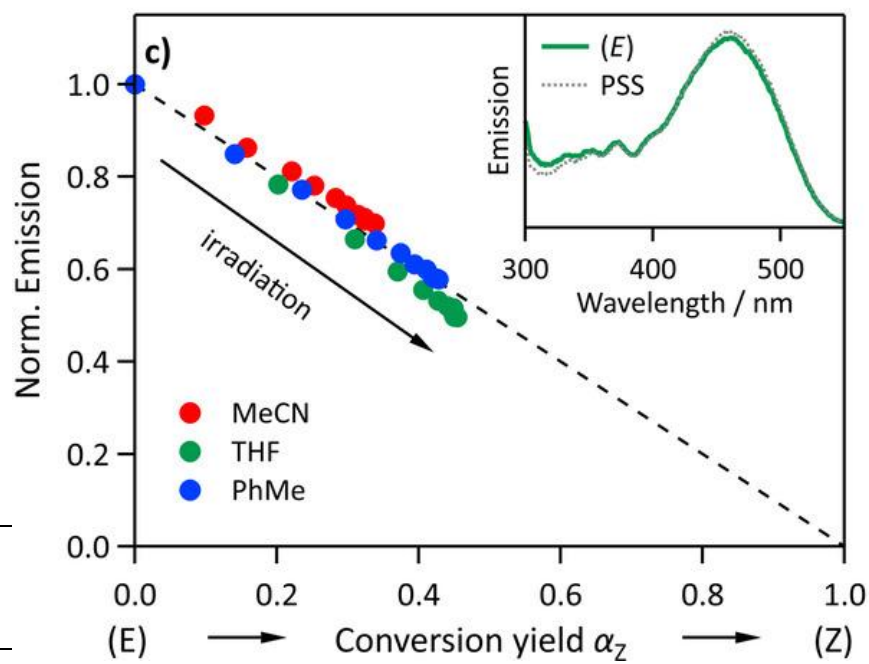 c)
Norm. Emission
1.0
0.8
0.6
0.4
0.2
0.0
irradiation
MeCN
THF
PhMe
Emission
(E)
PSS
300 400 500
Wavelength / nm
0.0 0.2 0.4 0.6 0.8 1.0
(E) → Conversion yield αZ → (Z)